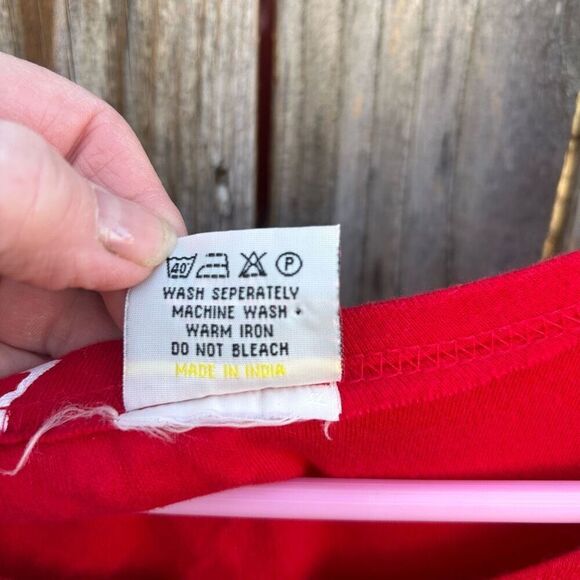 40°
P
WASH SEPERATELY
MACHINE WASH
WARM IRON
DO NOT BLEACH
MADE IN INDIA